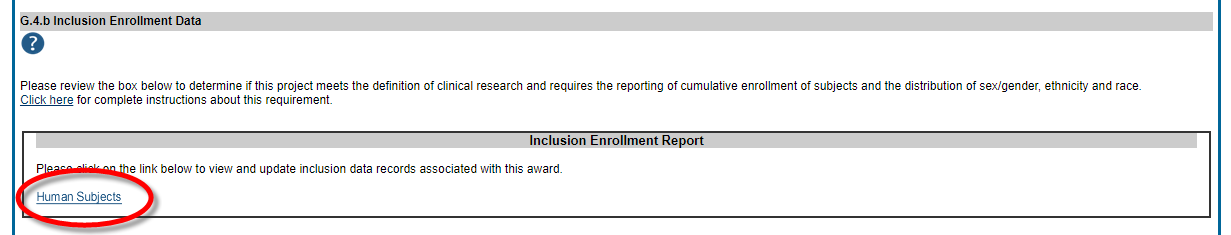 G.4.b Inclusion Enrollment Data
?
Please review the box below to determine if this project meets the definition of clinical research and requires the reporting of cumulative enrollment of subjects and the distribution of sex/gender, ethnicity and race.
Click here for complete instructions about this requirement.
Inclusion Enrollment Report
Please click on the link below to view and update inclusion data records associated with this award.
Human Subjects